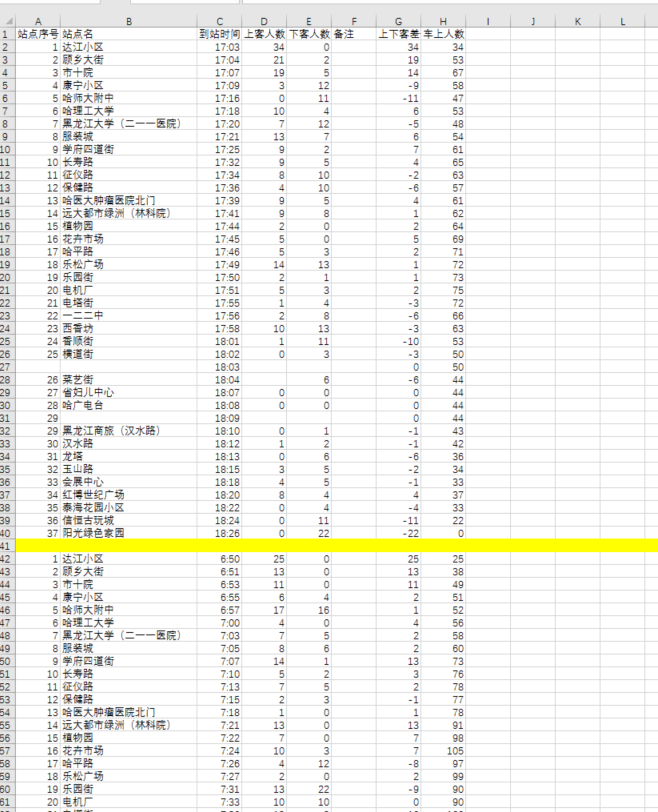 A B C D E F G H I J K L
1 站点序号 站点名 到站时间 上客人数 下客人数 备注 上下客差 车上人数
2 1 达江小区 17:03 34 0 34 34
3 2 顾乡大街 17:04 21 2 19 53
4 3 市十院 17:07 19 5 14 67
5 4 康宁小区 17:09 3 12 -9 58
6 5 哈师大附中 17:16 0 11 -11 47
7 6 哈理工大学 17:18 10 4 6 53
8 7 黑龙江大学（二一一医院） 17:20 7 12 -5 48
9 8 服装城 17:21 13 7 6 54
10 9 学府四道街 17:25 9 2 7 61
11 10 长寿路 17:32 9 5 4 65
12 11 征仪路 17:34 8 10 -2 63
13 12 保健路 17:36 4 10 -6 57
14 13 哈医大肿瘤医院北门 17:39 9 5 4 61
15 14 远大都市绿洲（林科院） 17:41 9 8 1 62
16 15 植物园 17:44 2 0 2 64
17 16 花卉市场 17:45 5 0 5 69
18 17 哈平路 17:46 5 3 2 71
19 18 乐松广场 17:49 14 13 1 72
20 19 乐园街 17:50 2 1 1 73
21 20 电机厂 17:51 5 3 2 75
22 21 电塔街 17:55 1 4 -3 72
23 22 一二二中 17:56 2 8 -6 66
24 23 西香坊 17:58 10 13 -3 63
25 24 香顺街 18:01 1 11 -10 53
26 25 横道街 18:02 0 3 -3 50
27 18:03 0 50
28 26 菜艺街 18:04 6 -6 44
29 27 省妇儿中心 18:07 0 0 0 44
30 28 哈广电台 18:08 0 0 0 44
31 29 18:09 0 44
32 29 黑龙江商旅（汉水路） 18:10 0 1 -1 43
33 30 汉水路 18:12 1 2 -1 42
34 31 龙塔 18:13 0 6 -6 36
35 32 玉山路 18:15 3 5 -2 34
36 33 会展中心 18:18 4 5 -1 33
37 34 红博世纪广场 18:20 8 4 4 37
38 35 泰海花园小区 18:22 0 4 -4 33
39 36 信恒古玩城 18:24 0 11 -11 22
40 37 阳光绿色家园 18:26 0 22 -22 0
41
42 1 达江小区 6:50 25 0 25 25
43 2 顾乡大街 6:51 13 0 13 38
44 3 市十院 6:53 11 0 11 49
45 4 康宁小区 6:55 6 4 2 51
46 5 哈师大附中 6:57 17 16 1 52
47 6 哈理工大学 7:00 4 0 4 56
48 7 黑龙江大学（二一一医院） 7:03 7 5 2 58
49 8 服装城 7:05 8 6 2 60
50 9 学府四道街 7:07 14 1 13 73
51 10 长寿路 7:10 5 2 3 76
52 11 征仪路 7:13 7 5 2 78
53 12 保健路 7:15 2 3 -1 77
54 13 哈医大肿瘤医院北门 7:18 1 0 1 78
55 14 远大都市绿洲（林科院） 7:21 13 0 13 91
56 15 植物园 7:22 7 0 7 98
57 16 花卉市场 7:24 10 3 7 105
58 17 哈平路 7:26 4 12 -8 97
59 18 乐松广场 7:27 2 0 2 99
60 19 乐园街 7:31 13 22 -9 90
61 20 电机厂 7:33 10 10 0 90